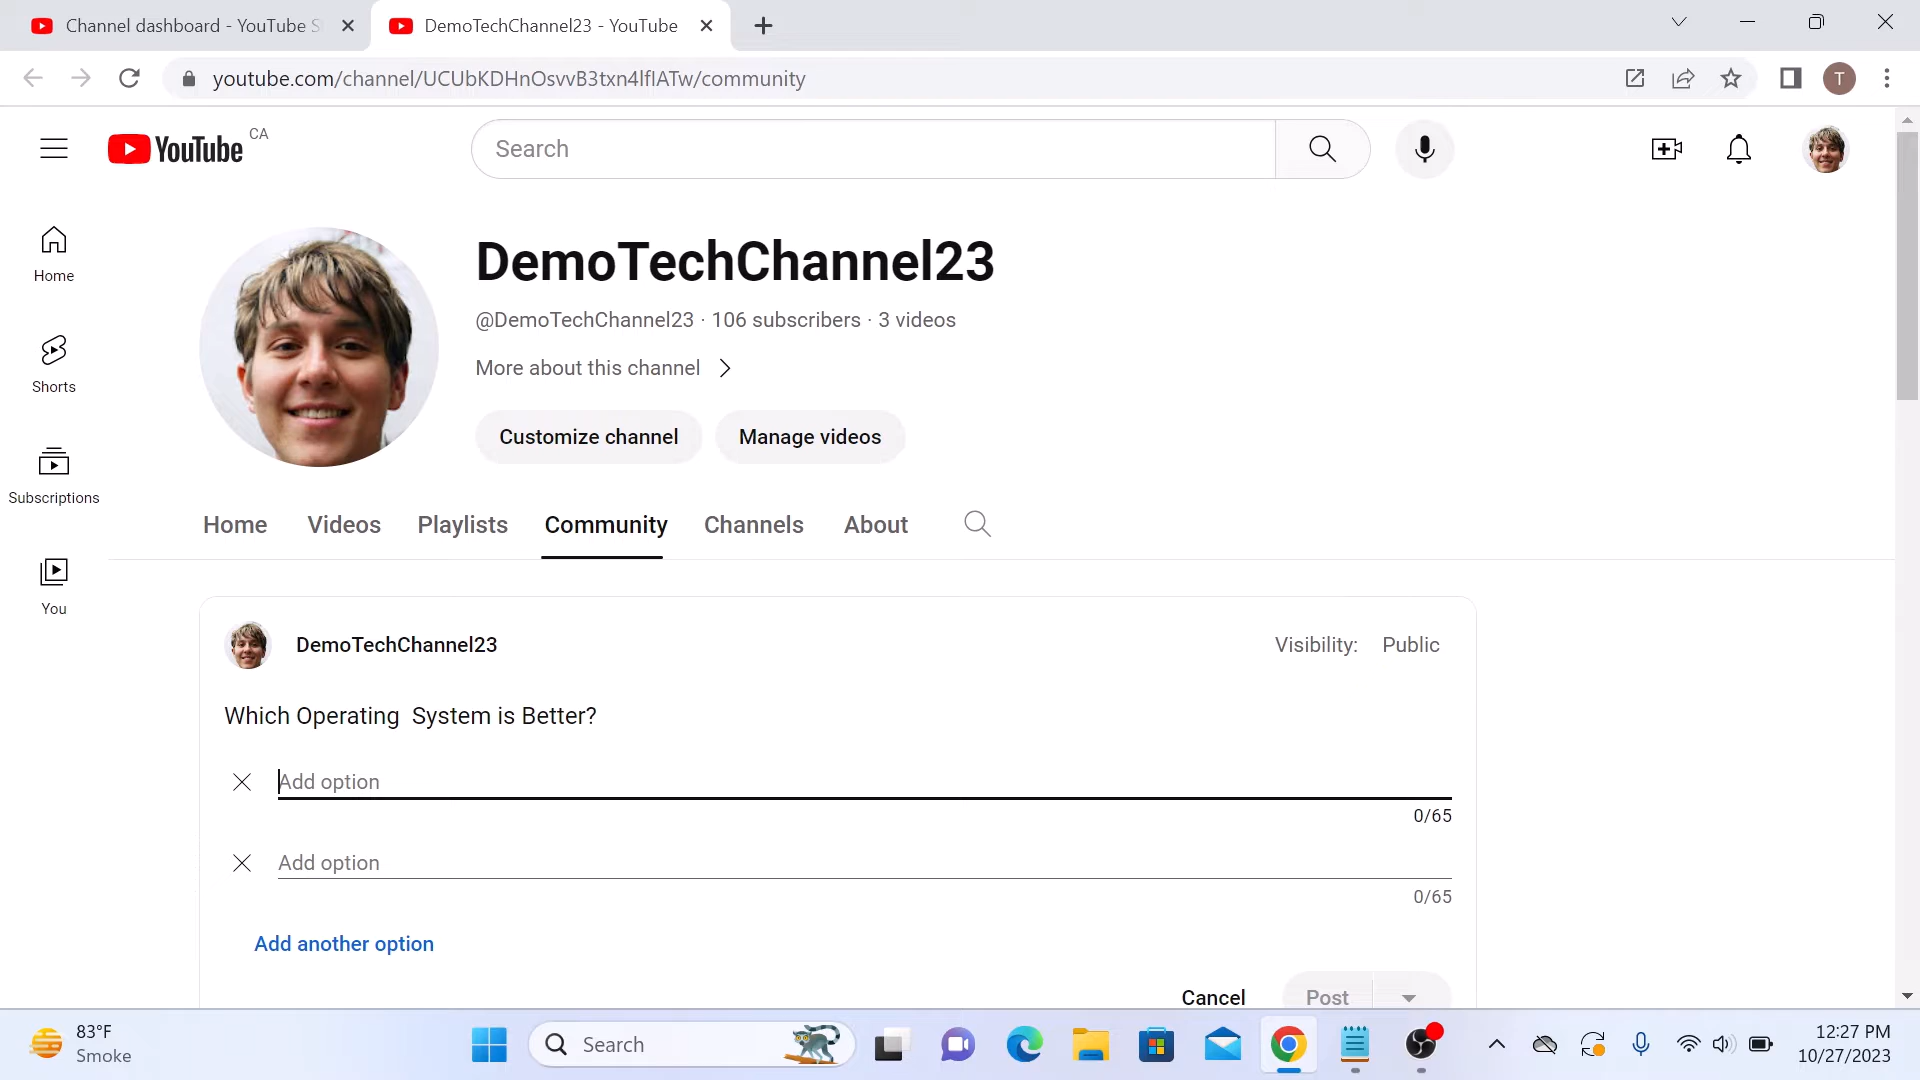 Channel dashboard - YouTube S
DemoTechChannel23 - YouTube
youtube.com/channel/UCUbKDHnOsvvB3txn4lfIATw/community
T
YouTube CA
Search
Home
Shorts
Subscriptions
You
DemoTechChannel23
@DemoTechChannel23 · 106 subscribers · 3 videos
More about this channel
Customize channel
Manage videos
Home Videos Playlists Community Channels About
DemoTechChannel23
Visibility: Public
Which Operating  System is Better?
Add option
0/65
Add option
0/65
Add another option
Cancel
Post
83°F
Smoke
Search
12:27 PM
10/27/2023